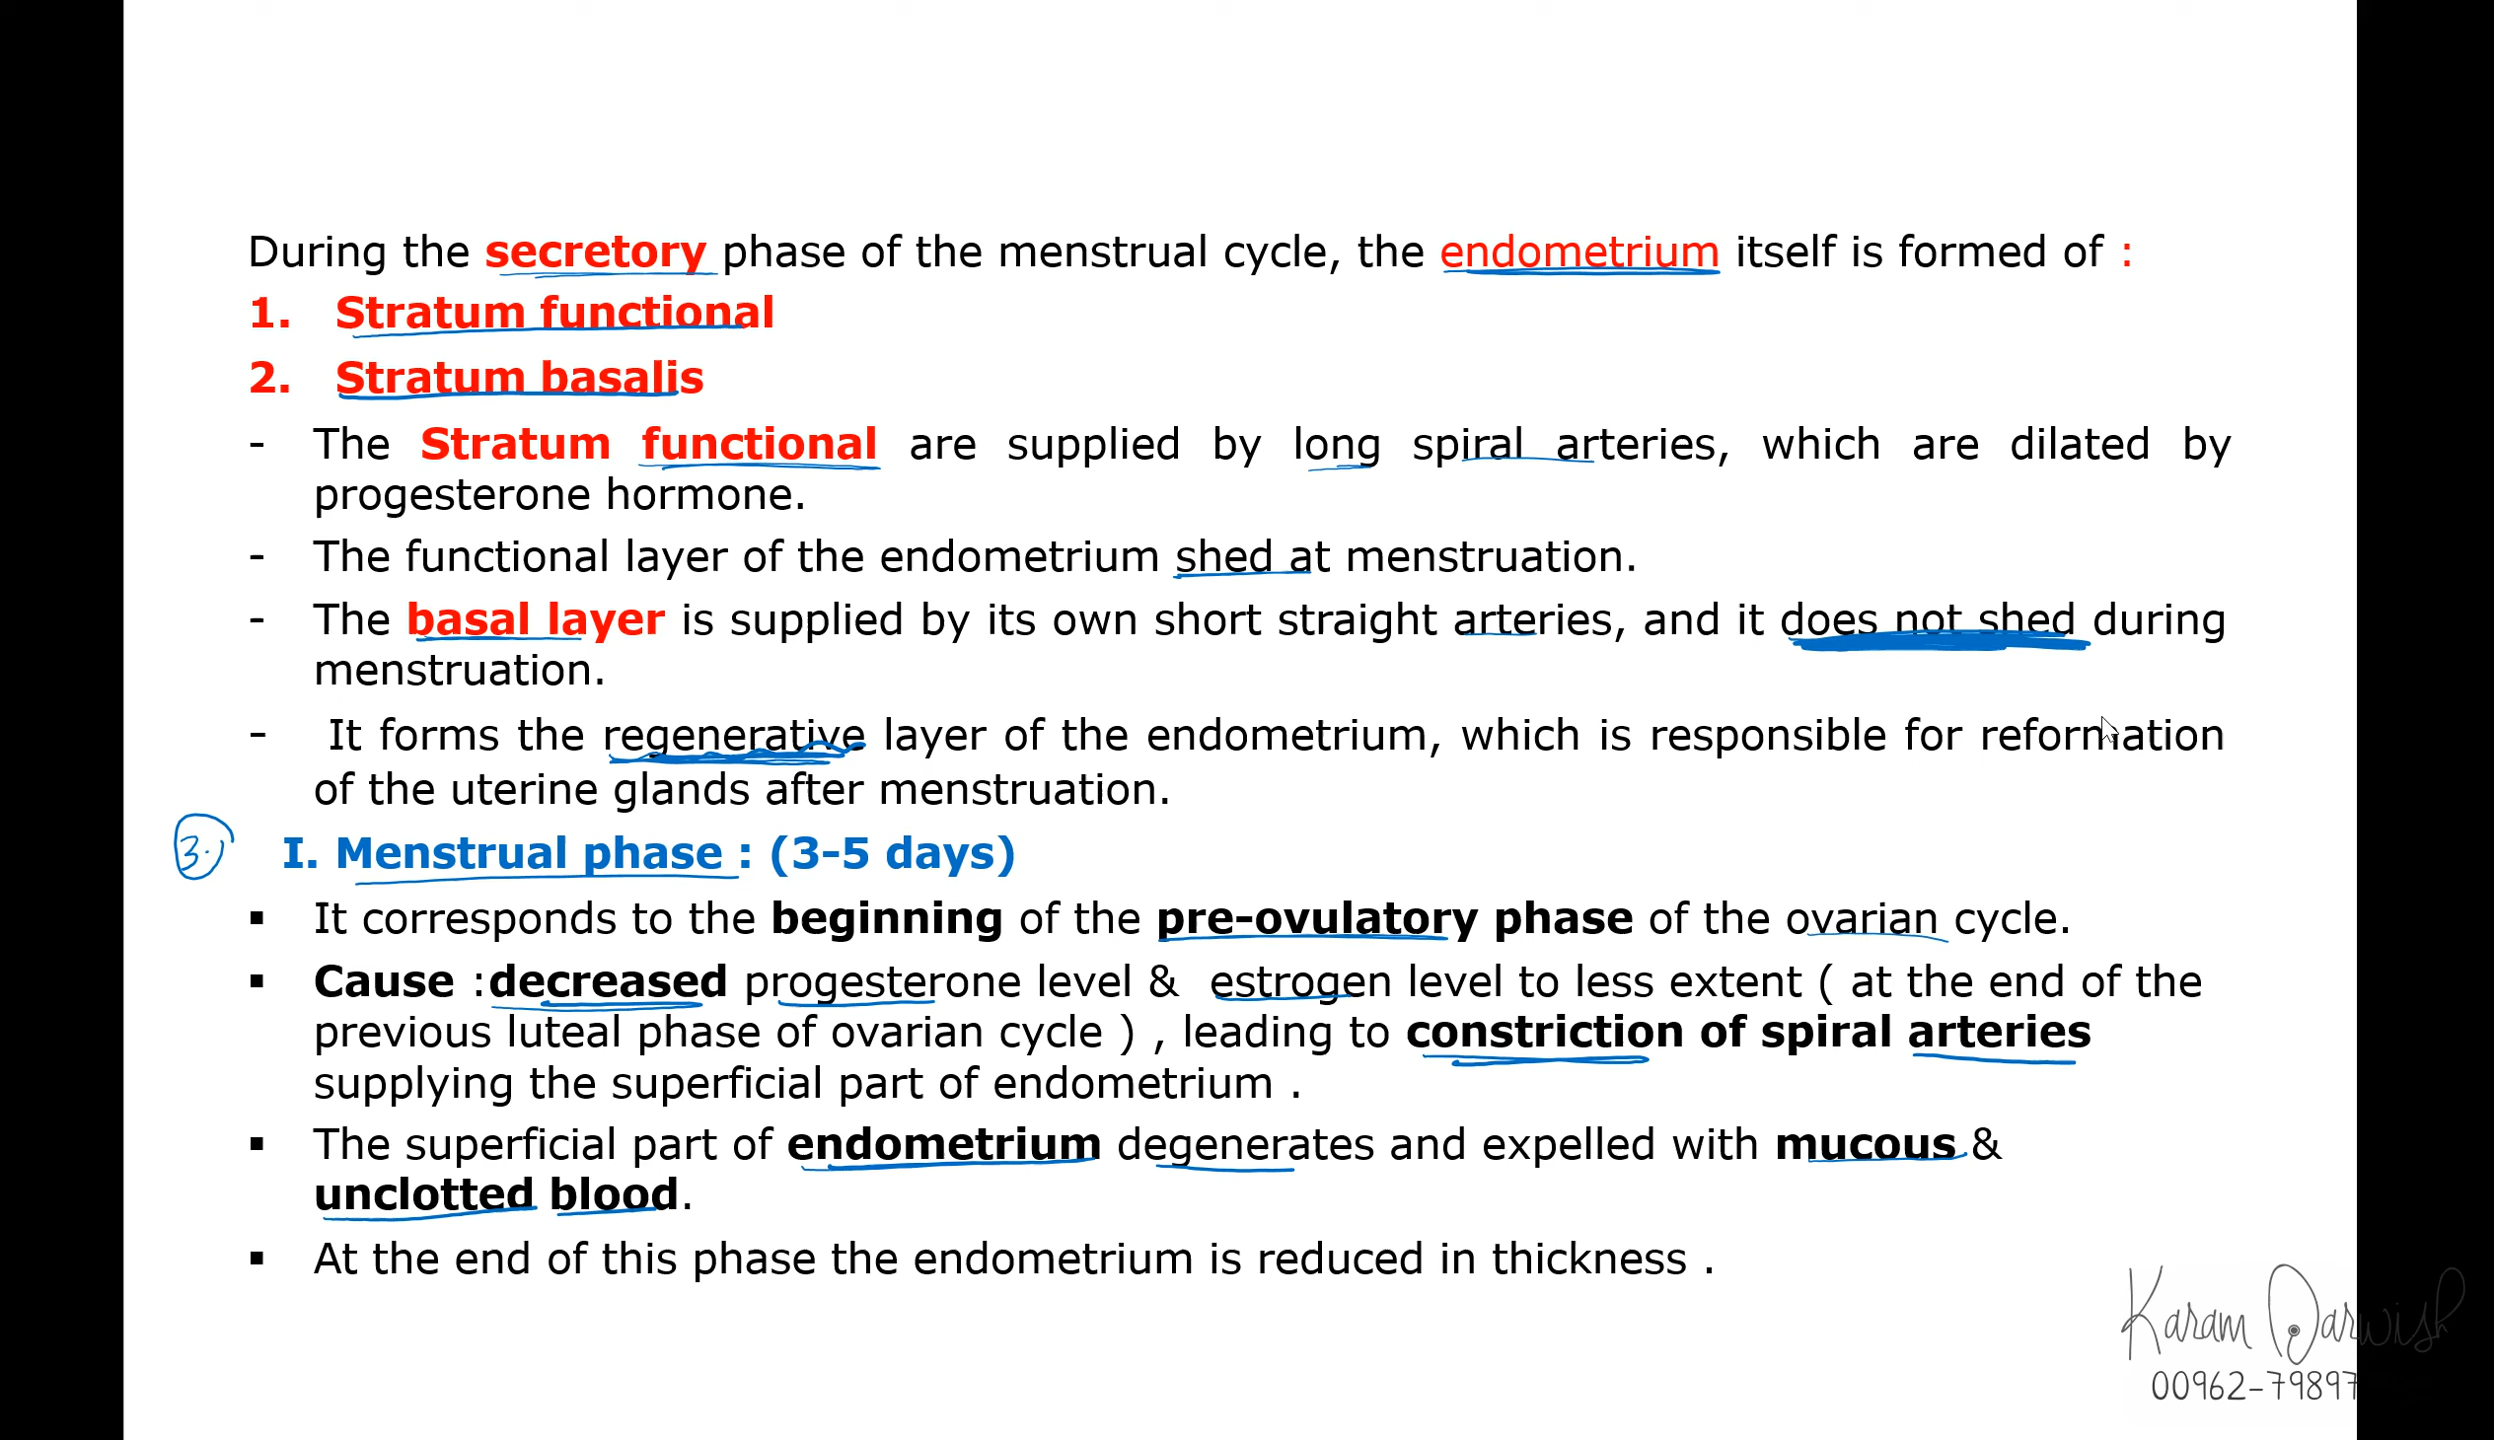 During the secretory phase of the menstrual cycle, the endometrium itself is formed of :
1. Stratum functional
2. Stratum basalis
- The Stratum functional are supplied by long spiral arteries, which are dilated by
progesterone hormone.
- The functional layer of the endometrium shed at menstruation.
- The basal layer is supplied by its own short straight arteries, and it does not shed during
menstruation.
- It forms the regenerative layer of the endometrium, which is responsible for reformation
of the uterine glands after menstruation.
3. I. Menstrual phase : (3-5 days)
▪ It corresponds to the beginning of the pre-ovulatory phase of the ovarian cycle.
▪ Cause :decreased progesterone level & estrogen level to less extent ( at the end of the
previous luteal phase of ovarian cycle ) , leading to constriction of spiral arteries
supplying the superficial part of endometrium .
▪ The superficial part of endometrium degenerates and expelled with mucous &
unclotted blood.
▪ At the end of this phase the endometrium is reduced in thickness .
Karam Darwish
00962-79897